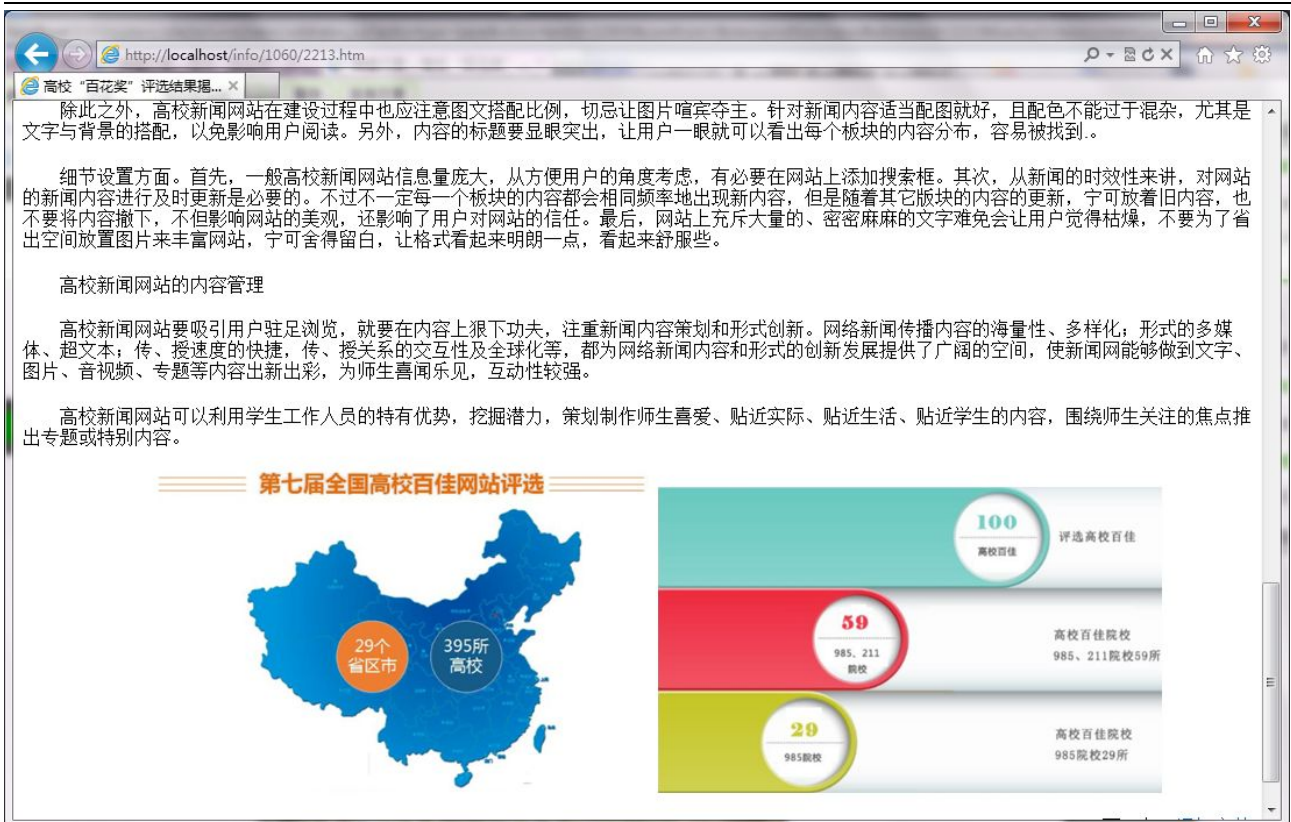 http://localhost/info/1060/2213.htm
高校“百花奖”评选结果揭...
除此之外，高校新闻网站在建设过程中也应注意图文搭配比例，切忌让图片喧宾夺主。针对新闻内容适当配图就好，且配色不能过于混杂，尤其是
文字与背景的搭配，以免影响用户阅读。另外，内容的标题要显眼突出，让用户一眼就可以看出每个板块的内容分布，容易被找到.。
细节设置方面。首先，一般高校新闻网站信息量庞大，从方便用户的角度考虑，有必要在网站上添加搜索框。其次，从新闻的时效性来讲，对网站
的新闻内容进行及时更新是必要的。不过不一定每一个板块的内容都会相同频率地出现新内容，但是随着其它版块的内容的更新，宁可放着旧内容，也
不要将内容撤下，不但影响网站的美观，还影响了用户对网站的信任。最后，网站上充斥大量的、密密麻麻的文字难免会让用户觉得枯燥，不要为了省
出空间放置图片来丰富网站，宁可舍得留白，让格式看起来明朗一点，看起来舒服些。
高校新闻网站的内容管理
高校新闻网站要吸引用户驻足浏览，就要在内容上狠下功夫，注重新闻内容策划和形式创新。网络新闻传播内容的海量性、多样化；形式的多媒
体、超文本；传、授速度的快捷，传、授关系的交互性及全球化等，都为网络新闻内容和形式的创新发展提供了广阔的空间，使新闻网能够做到文字、
图片、音视频、专题等内容出新出彩，为师生喜闻乐见，互动性较强。
高校新闻网站可以利用学生工作人员的特有优势，挖掘潜力，策划制作师生喜爱、贴近实际、贴近生活、贴近学生的内容，围绕师生关注的焦点推
出专题或特别内容。
第七届全国高校百佳网站评选
29个
省区市
395所
高校
100
高校百佳
评选高校百佳
59
985、211
院校
高校百佳院校
985、211院校59所
29
985院校
高校百佳院校
985院校29所